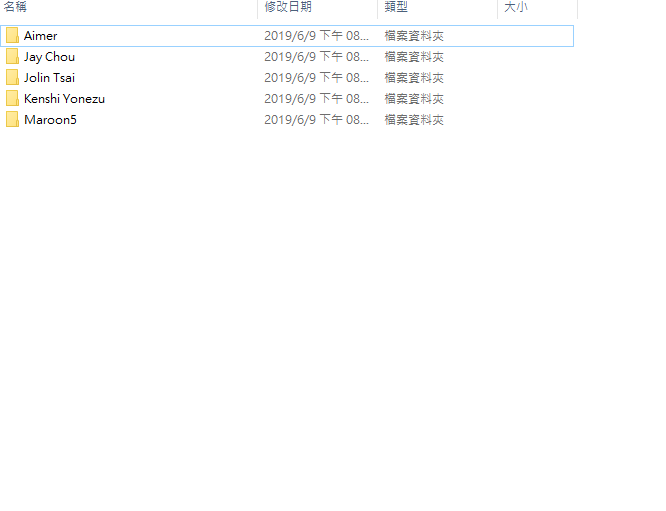 名稱 修改日期 類型 大小
Aimer 2019/6/9 下午 08... 檔案資料夾
Jay Chou 2019/6/9 下午 08... 檔案資料夾
Jolin Tsai 2019/6/9 下午 08... 檔案資料夾
Kenshi Yonezu 2019/6/9 下午 08... 檔案資料夾
Maroon5 2019/6/9 下午 08... 檔案資料夾